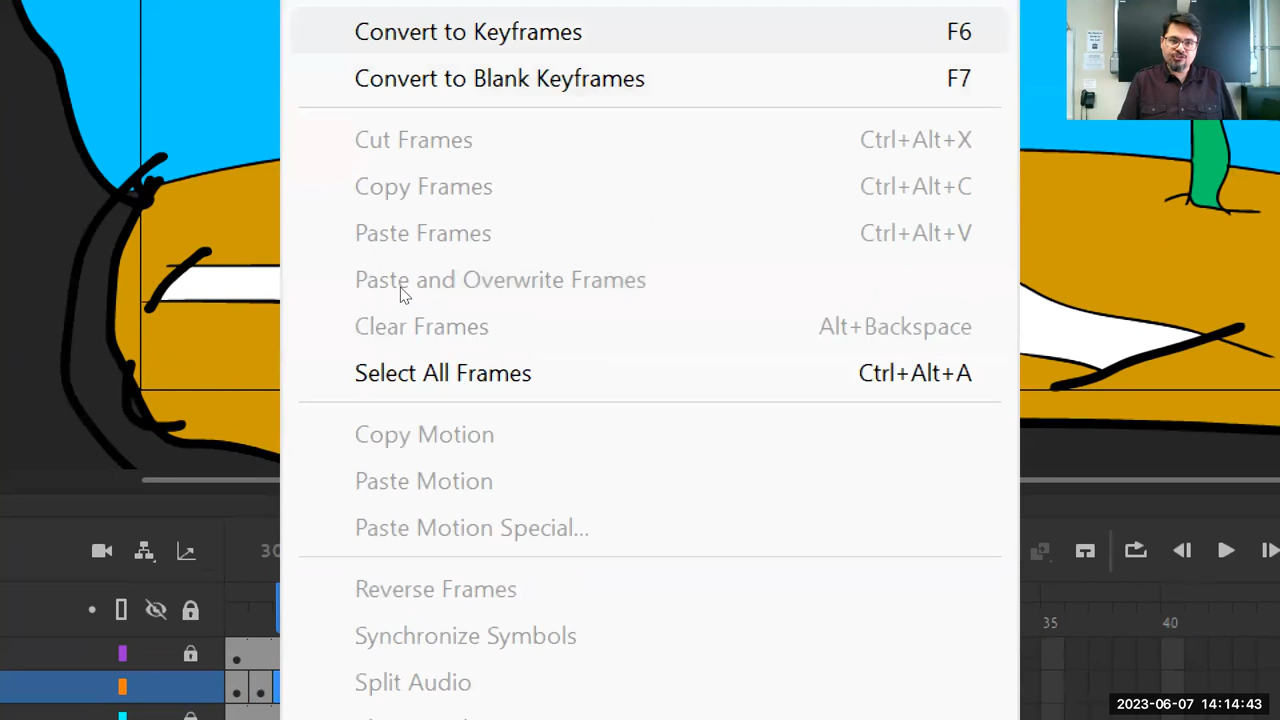 Convert to Keyframes F6
Convert to Blank Keyframes F7
Cut Frames Ctrl+Alt+X
Copy Frames Ctrl+Alt+C
Paste Frames Ctrl+Alt+V
Paste and Overwrite Frames
Clear Frames Alt+Backspace
Select All Frames Ctrl+Alt+A
Copy Motion
Paste Motion
Paste Motion Special...
Reverse Frames
Synchronize Symbols
Split Audio
35 40
2023-06-07 14:14:43